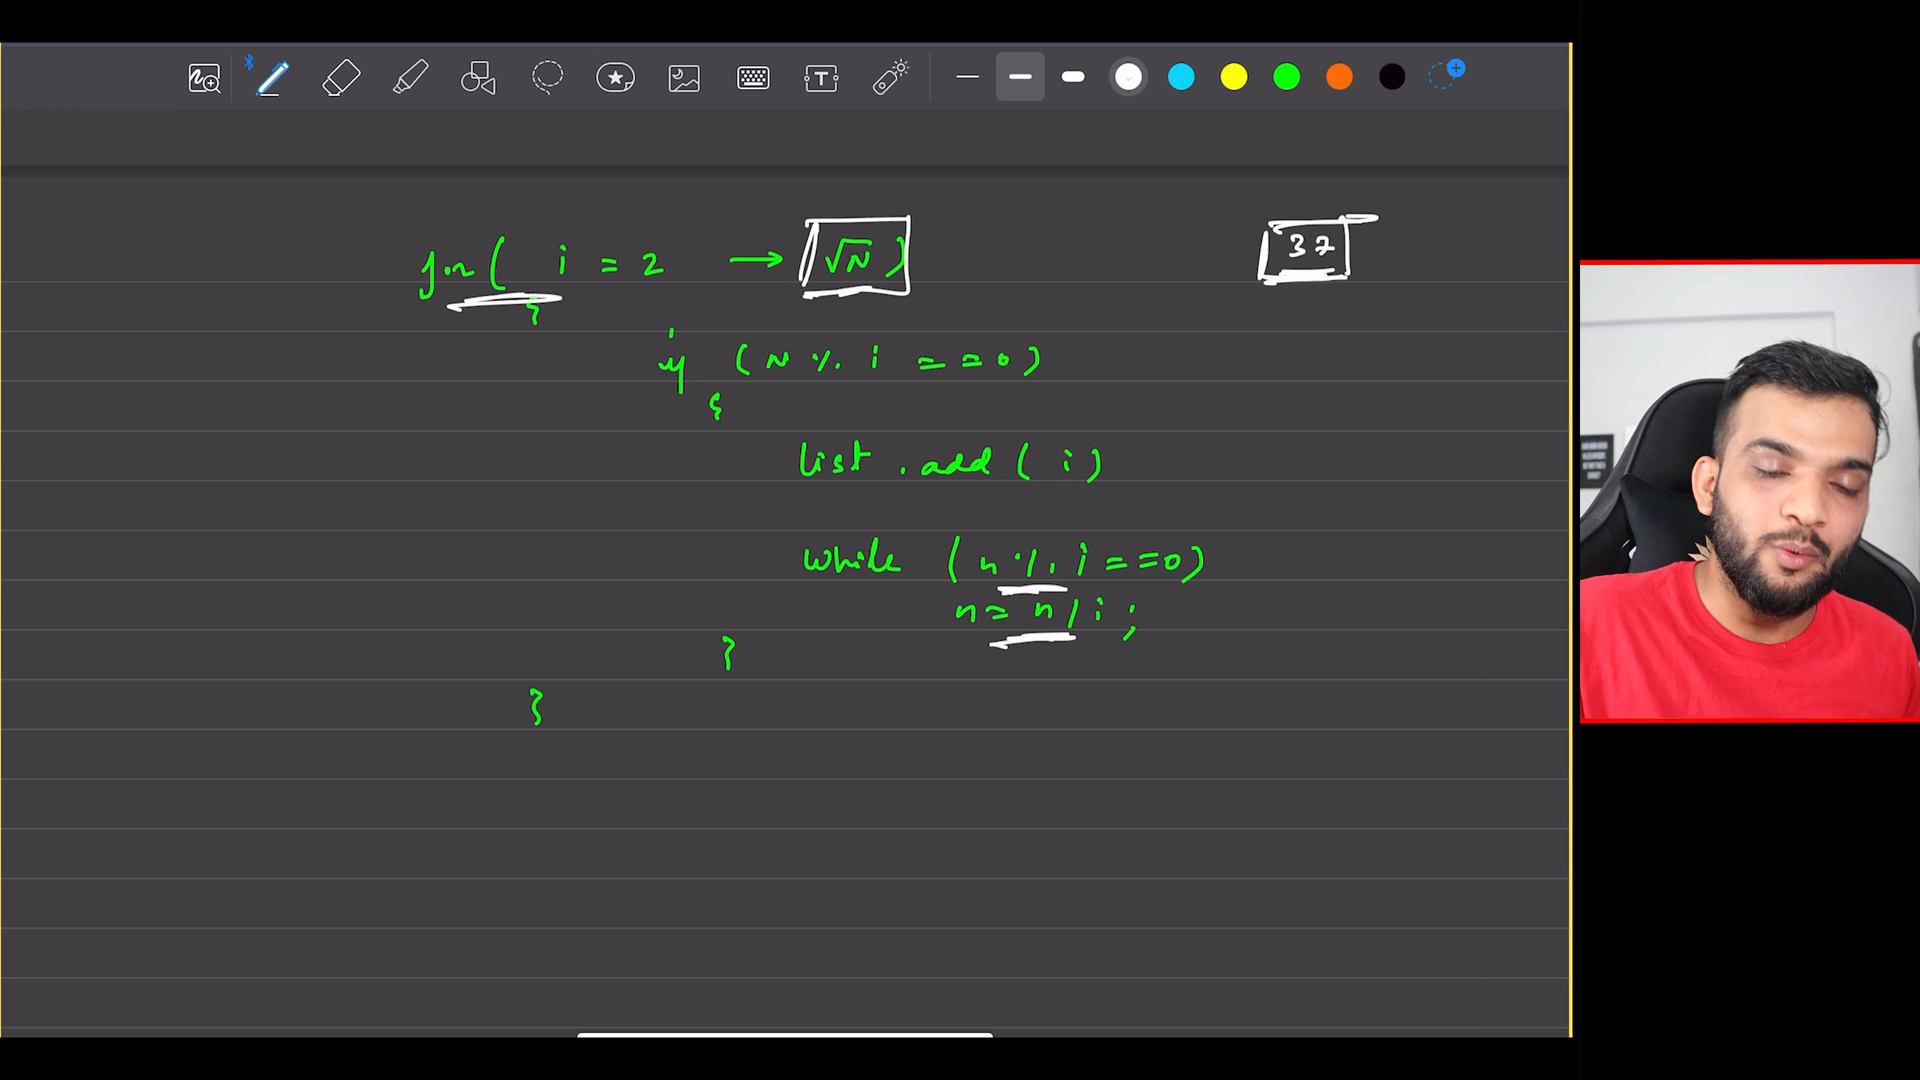 for( i = 2 → √N )
37
{
if (N % i == 0)
{
list.add(i)
while (n % i == 0)
n = n/i;
}
}